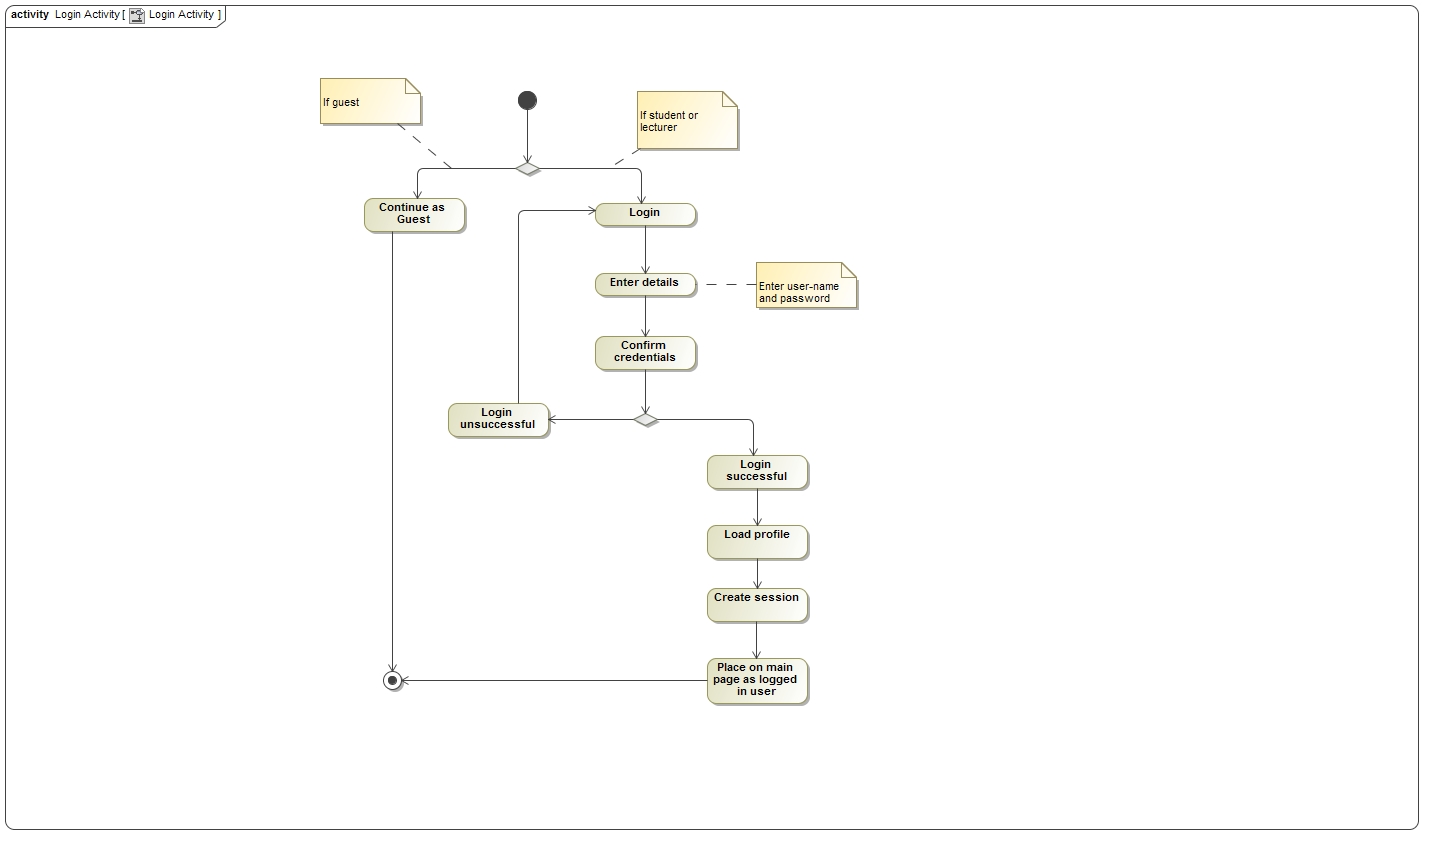 activity Login Activity [ Login Activity ]
If guest
If student or
lecturer
Continue as
Guest
Login
Enter details
Enter user-name
and password
Confirm
credentials
Login
unsuccessful
Login
successful
Load profile
Create session
Place on main
page as logged
in user